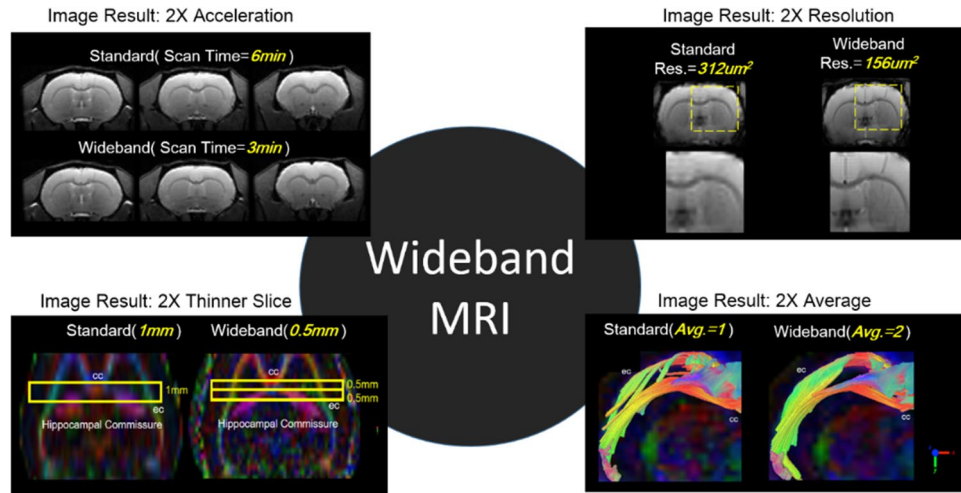 Image Result: 2X Acceleration
Standard( Scan Time=6min )
Wideband( Scan Time=3min )
Image Result: 2X Resolution
Standard
Res.=312um²
Wideband
Res.=156um²
Wideband
MRI
Image Result: 2X Thinner Slice
Standard( 1mm )
Wideband( 0.5mm )
cc
1mm
ec
Hippocampal Commissure
cc
0.5mm
0.5mm
ec
Hippocampal Commissure
Image Result: 2X Average
Standard(Avg.=1 )
Wideband(Avg.=2 )
ec
cc
ec
cc